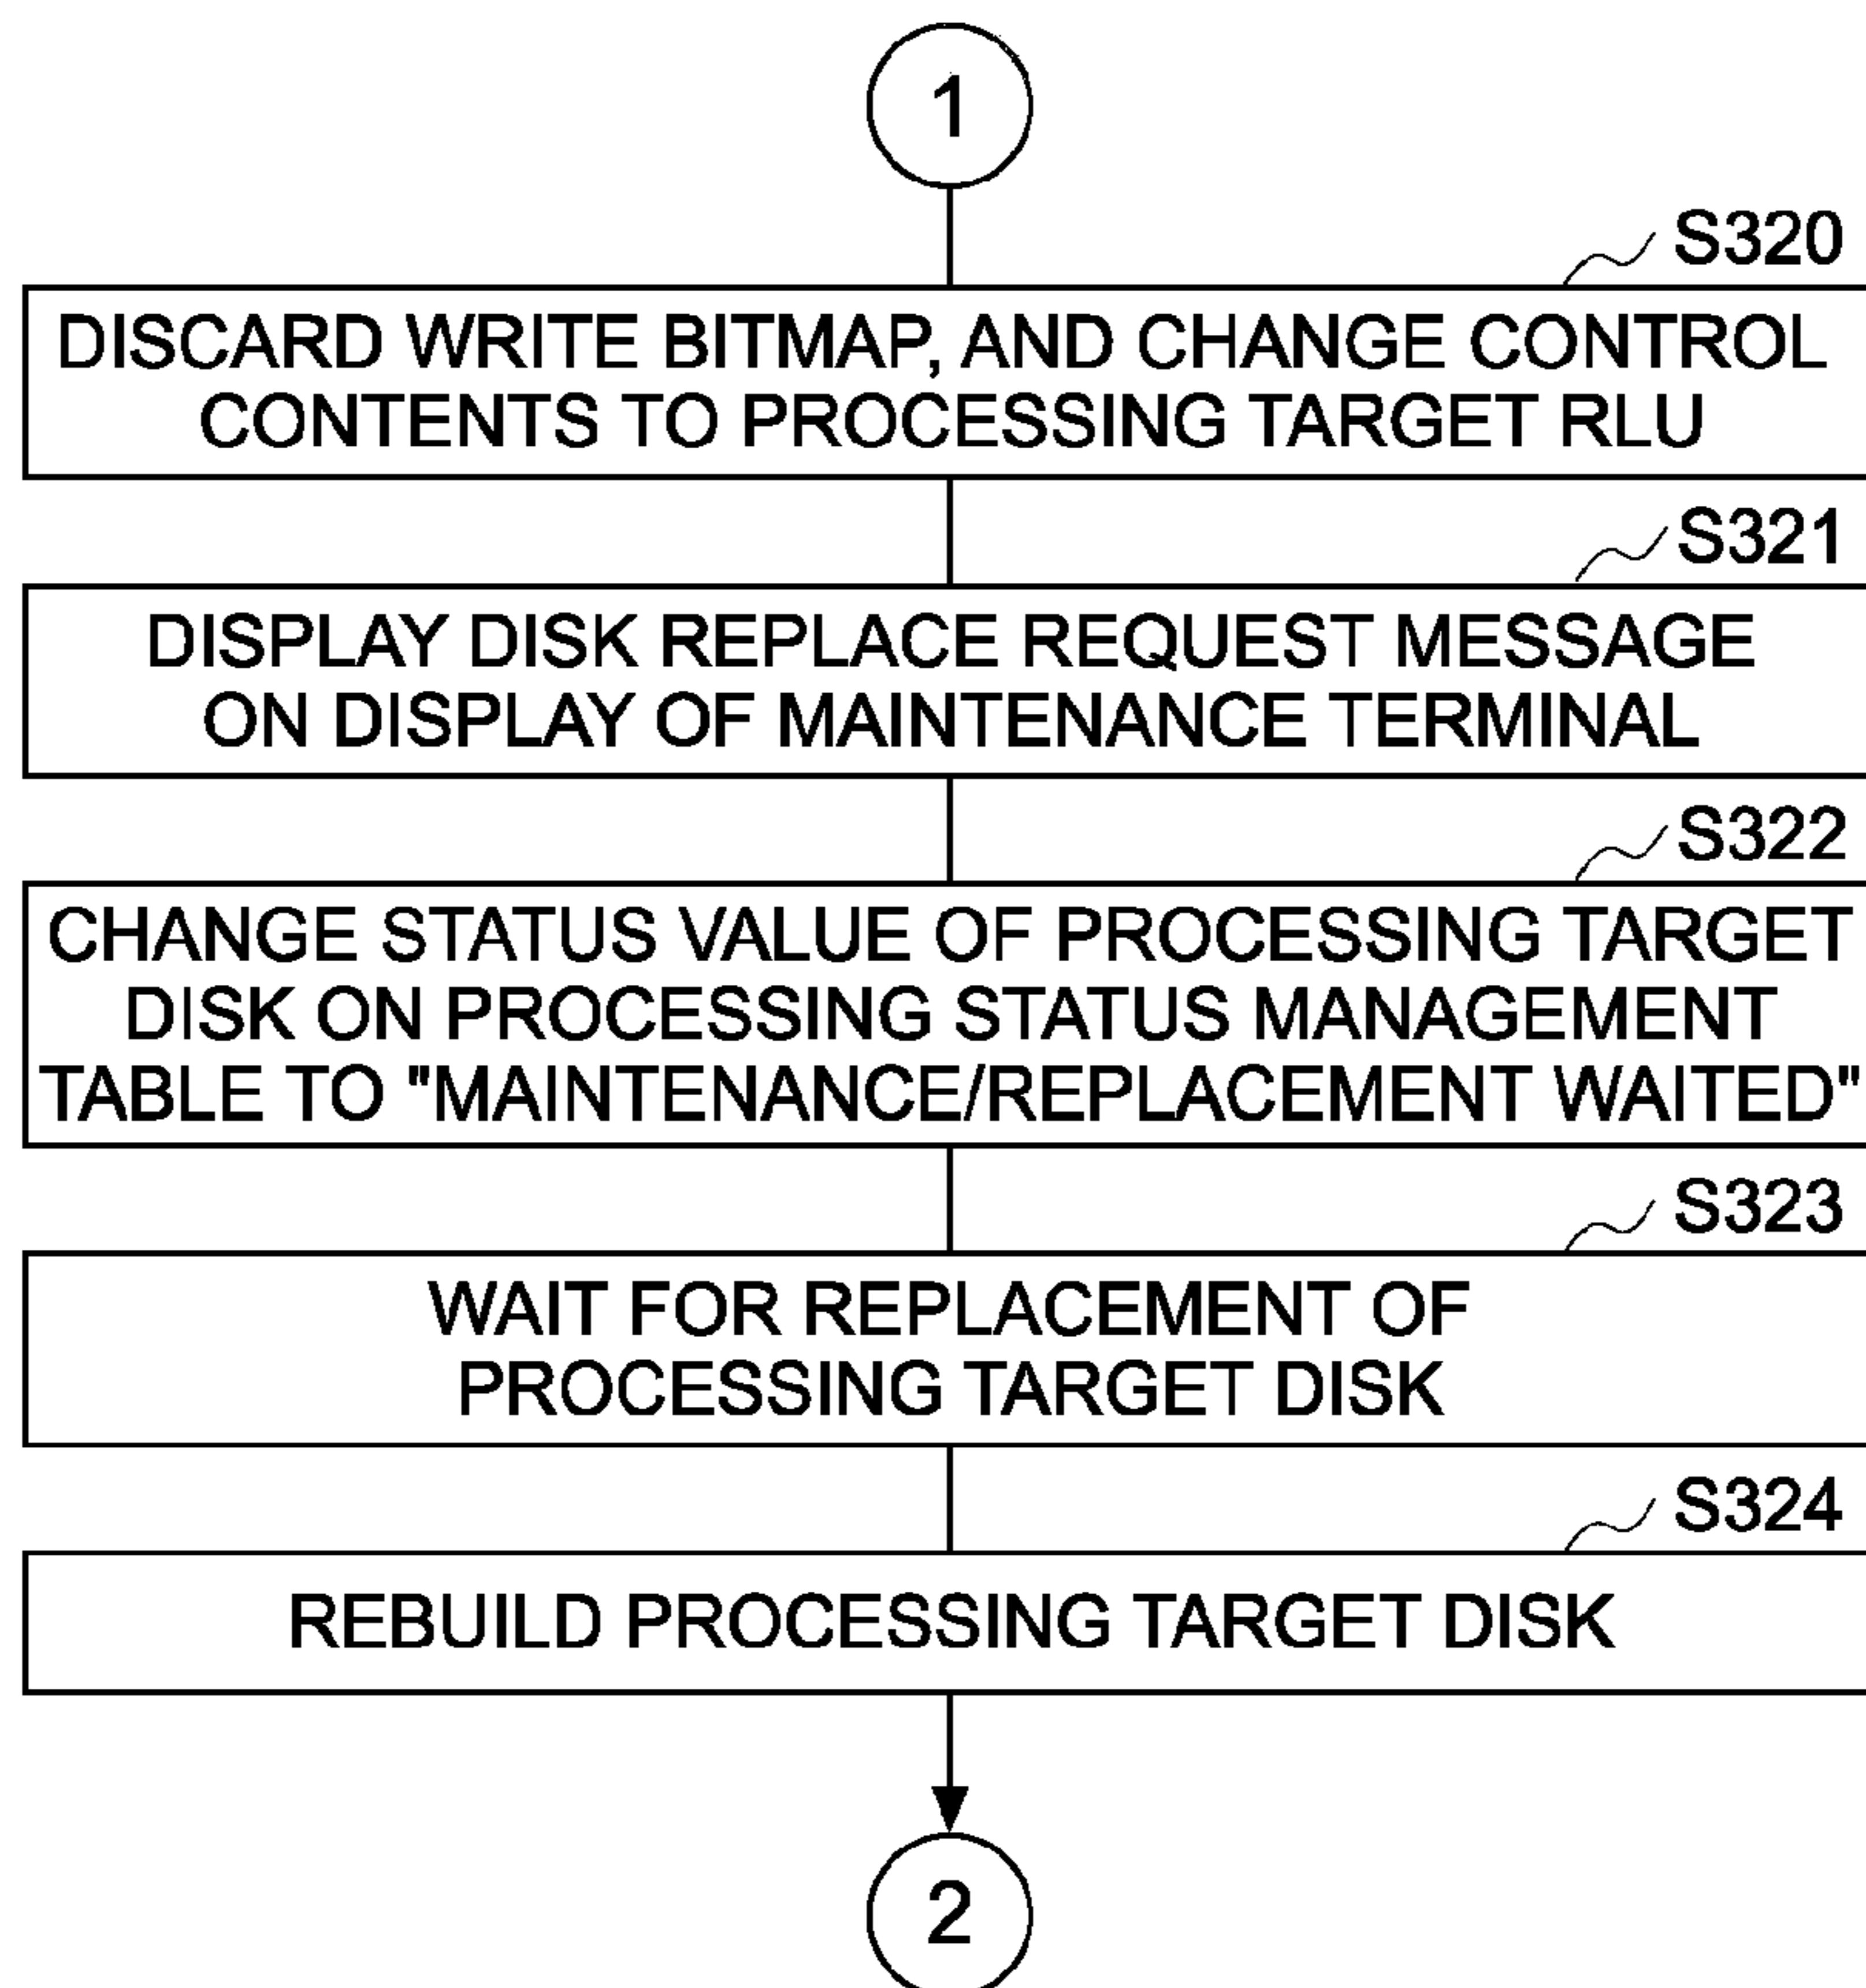 1
S320
DISCARD WRITE BITMAP, AND CHANGE CONTROL
CONTENTS TO PROCESSING TARGET RLU
S321
DISPLAY DISK REPLACE REQUEST MESSAGE
ON DISPLAY OF MAINTENANCE TERMINAL
S322
CHANGE STATUS VALUE OF PROCESSING TARGET
DISK ON PROCESSING STATUS MANAGEMENT
TABLE TO "MAINTENANCE/REPLACEMENT WAITED"
S323
WAIT FOR REPLACEMENT OF
PROCESSING TARGET DISK
S324
REBUILD PROCESSING TARGET DISK
2